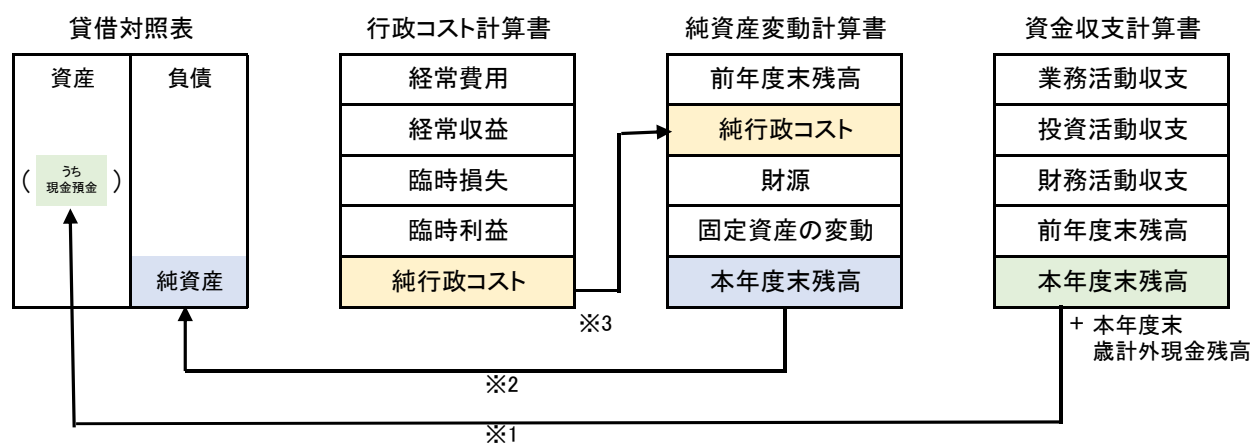 貸借対照表
資産
負債
(
うち
現金預金
)
純資産
行政コスト計算書
経常費用
経常収益
臨時損失
臨時利益
純行政コスト
※3
純資産変動計算書
前年度末残高
純行政コスト
財源
固定資産の変動
本年度末残高
資金収支計算書
業務活動収支
投資活動収支
財務活動収支
前年度末残高
本年度末残高
+ 本年度末
歳計外現金残高
※2
※1